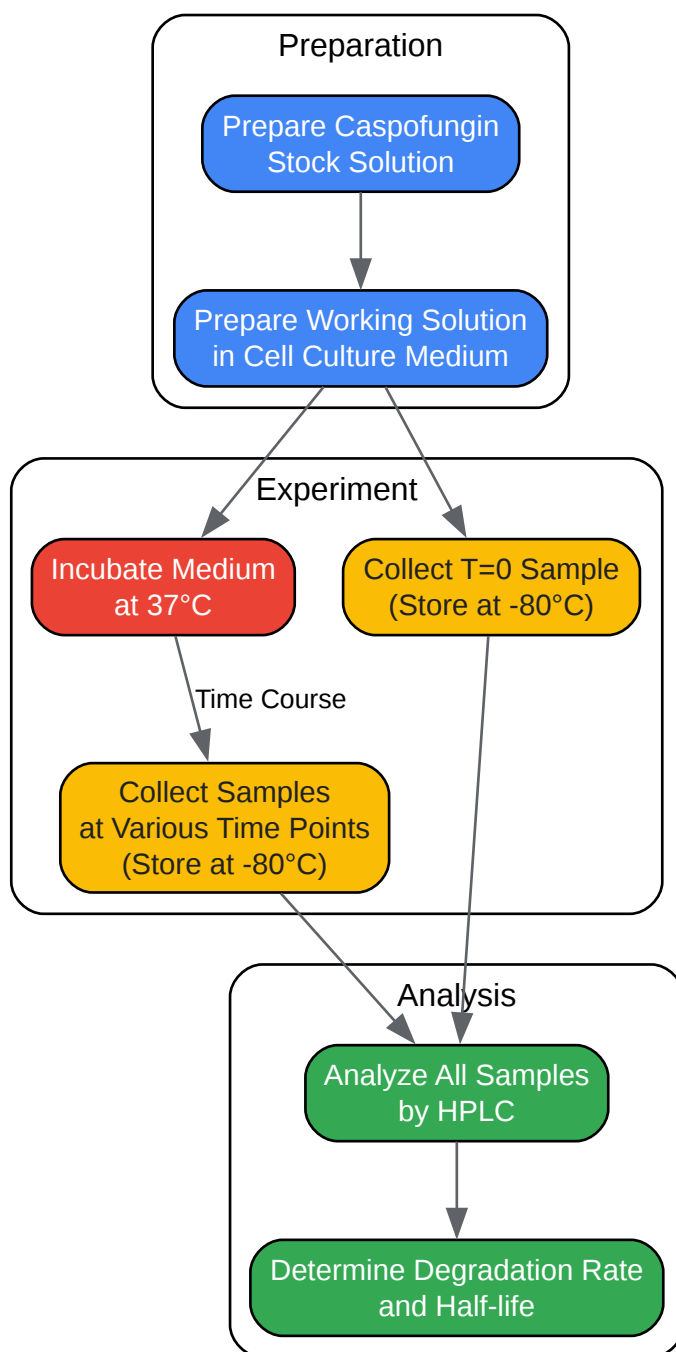 Preparation
Prepare Caspofungin
Stock Solution
Prepare Working Solution
in Cell Culture Medium
Experiment
Incubate Medium
at 37°C
Collect T=0 Sample
(Store at -80°C)
Time Course
Collect Samples
at Various Time Points
(Store at -80°C)
Analysis
Analyze All Samples
by HPLC
Determine Degradation Rate
and Half-life